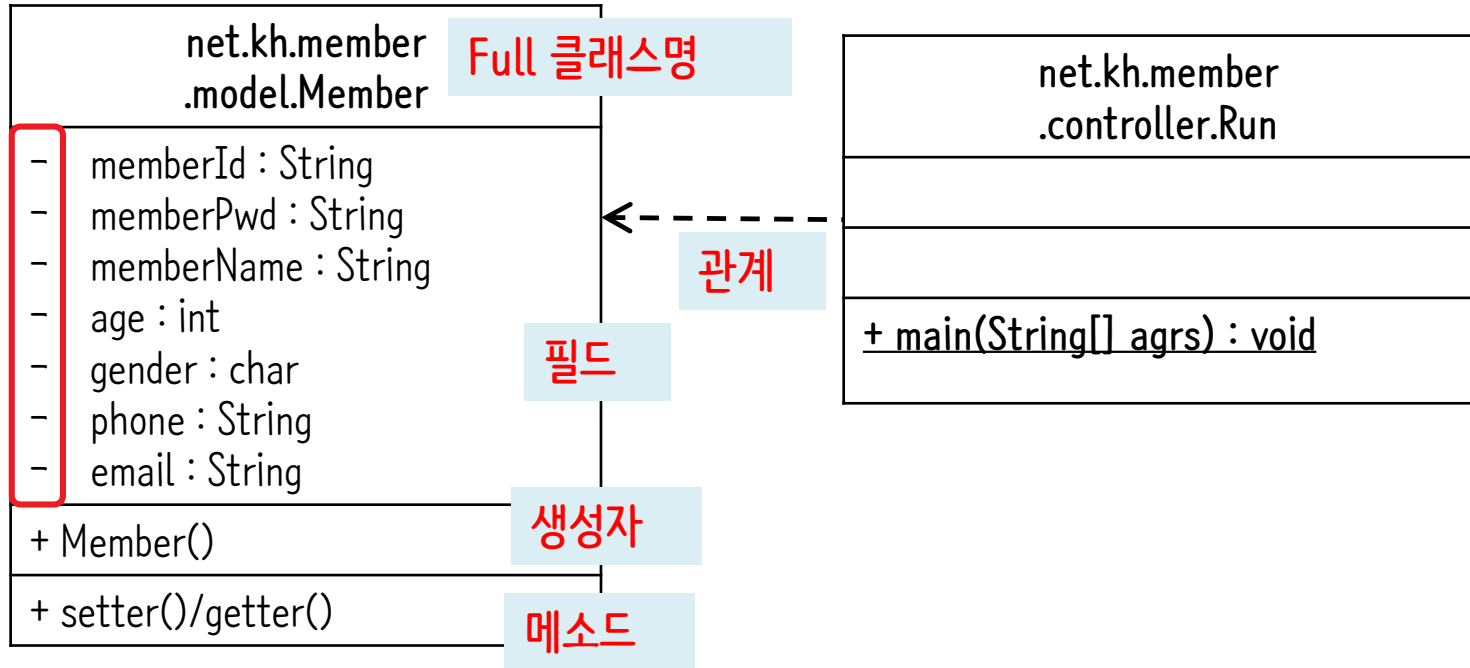 net.kh.member
.model.Member
Full 클래스명
- memberId : String
- memberPwd : String
- memberName : String
- age : int
- gender : char
- phone : String
- email : String
필드
+ Member()
생성자
+ setter()/getter()
메소드
관계
net.kh.member
.controller.Run
+ main(String[] agrs) : void